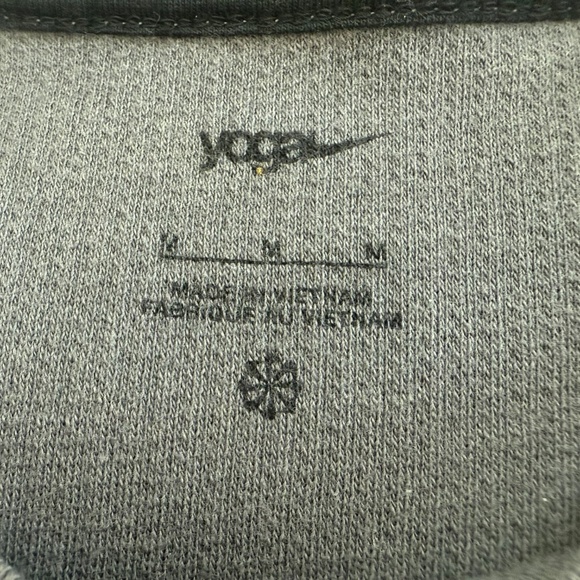 yoga
M M M
MADE IN VIETNAM
FABRIQUÉ AU VIETNAM